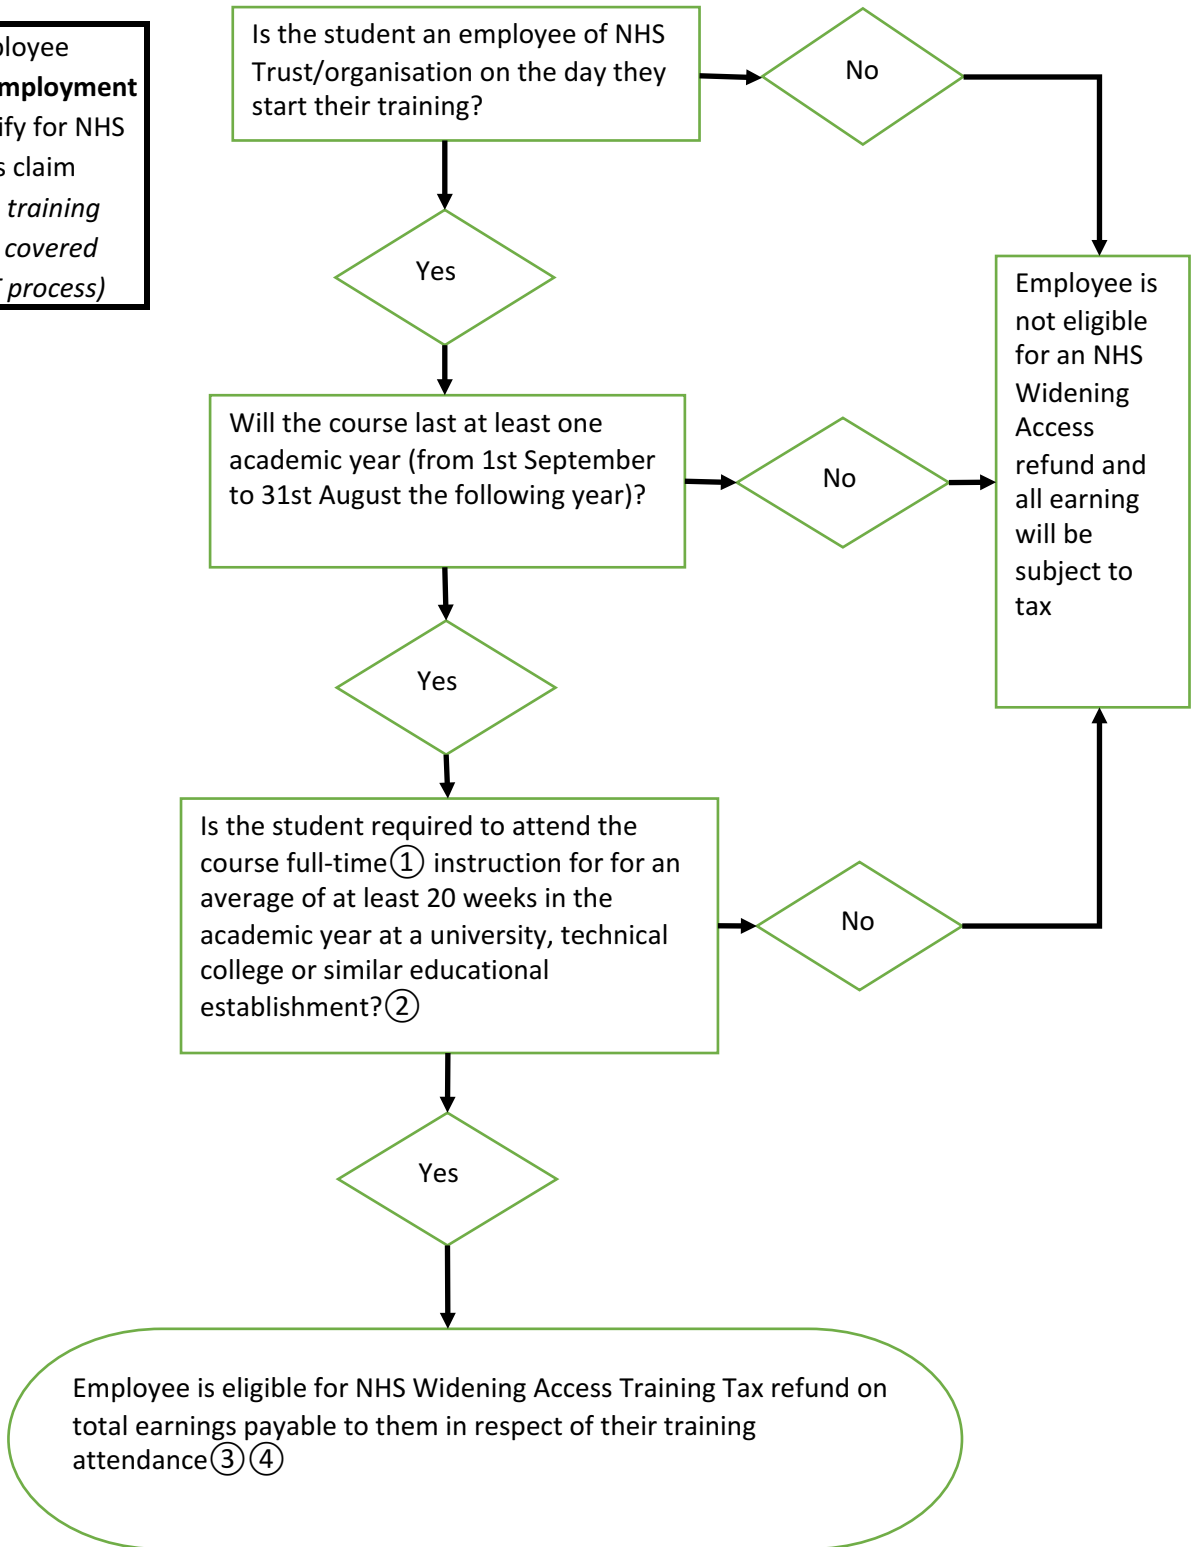 ployee
mployment
ify for NHS
s claim
training
covered
process)
Is the student an employee of NHS
Trust/organisation on the day they
start their training?
No
Yes
Employee is
not eligible
for an NHS
Widening
Access
refund and
all earning
will be
subject to
tax
Will the course last at least one
academic year (from 1st September
to 31st August the following year)?
No
Yes
Is the student required to attend the
course full-time① instruction for for an
average of at least 20 weeks in the
academic year at a university, technical
college or similar educational
establishment?②
No
Yes
Employee is eligible for NHS Widening Access Training Tax refund on
total earnings payable to them in respect of their training
attendance③④